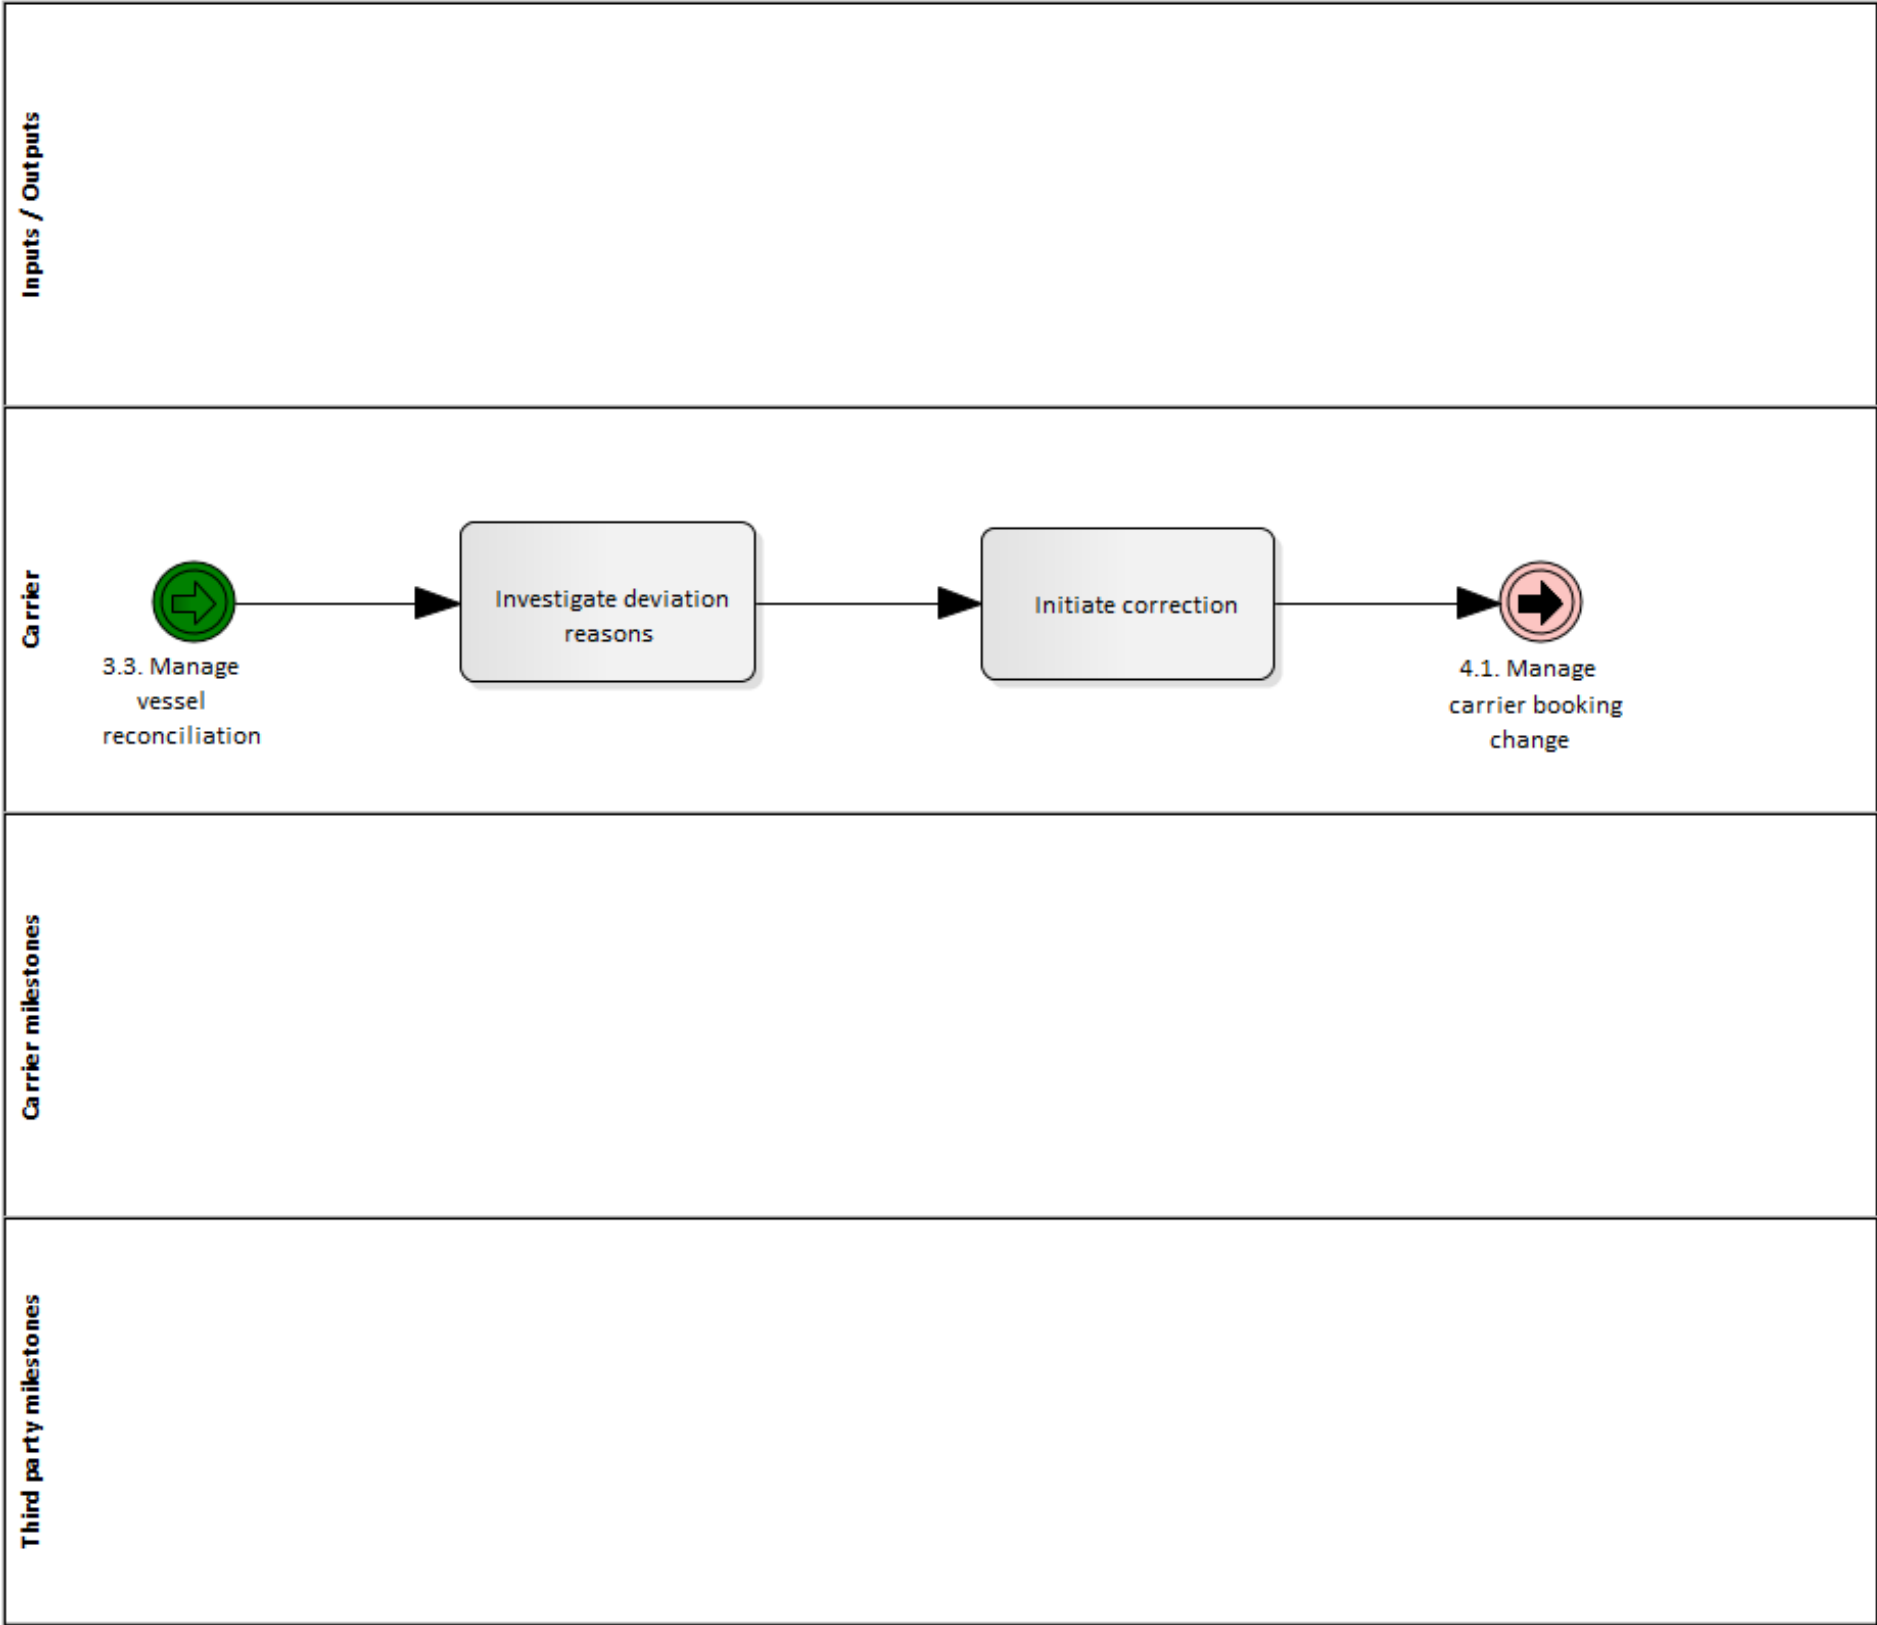 Inputs / Outputs
Carrier
3.3. Manage
vessel
reconciliation
Investigate deviation
reasons
Initiate correction
4.1. Manage
carrier booking
change
Carrier milestones
Third party milestones